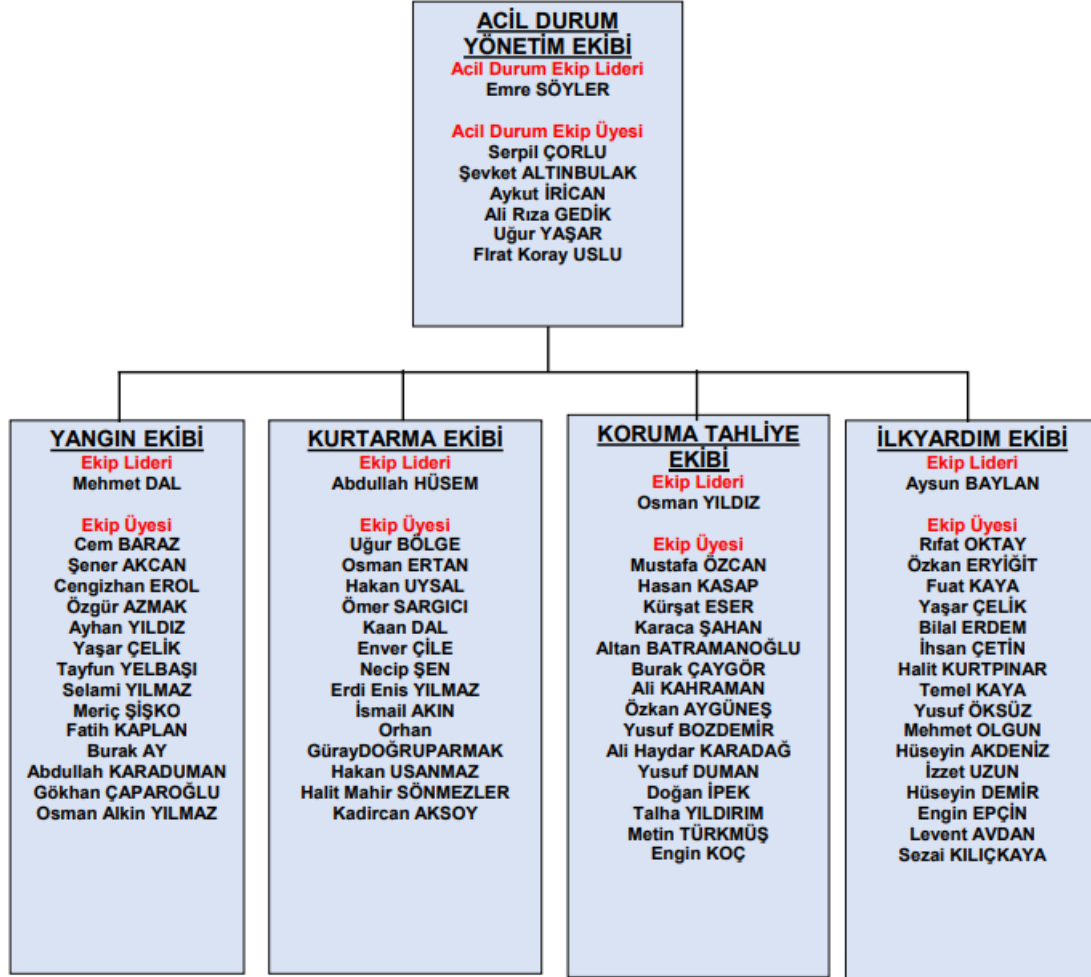 ACİL DURUM
YÖNETİM EKİBİ
Acil Durum Ekip Lideri
Emre SÖYLER
Acil Durum Ekip Üyesi
Serpil ÇORLU
Şevket ALTINBULAK
Aykut İRİCAN
Ali Rıza GEDİK
Uğur YAŞAR
FIrat Koray USLU
YANGIN EKİBİ
Ekip Lideri
Mehmet DAL
Ekip Üyesi
Cem BARAZ
Şener AKCAN
Cengizhan EROL
Özgür AZMAK
Ayhan YILDIZ
Yaşar ÇELİK
Tayfun YELBAŞI
Selami YILMAZ
Meriç ŞİŞKO
Fatih KAPLAN
Burak AY
Abdullah KARADUMAN
Gökhan ÇAPAROĞLU
Osman Alkin YILMAZ
KURTARMA EKİBİ
Ekip Lideri
Abdullah HÜSEM
Ekip Üyesi
Uğur BÖLGE
Osman ERTAN
Hakan UYSAL
Ömer SARGICI
Kaan DAL
Enver ÇİLE
Necip ŞEN
Erdi Enis YILMAZ
İsmail AKIN
Orhan
GürayDOĞRUPARMAK
Hakan USANMAZ
Halit Mahir SÖNMEZLER
Kadircan AKSOY
KORUMA TAHLİYE
EKİBİ
Ekip Lideri
Osman YILDIZ
Ekip Üyesi
Mustafa ÖZCAN
Hasan KASAP
Kürşat ESER
Karaca ŞAHAN
Altan BATRAMANOĞLU
Burak ÇAYGÖR
Ali KAHRAMAN
Özkan AYGÜNEŞ
Yusuf BOZDEMİR
Ali Haydar KARADAĞ
Yusuf DUMAN
Doğan İPEK
Talha YILDIRIM
Metin TÜRKMÜŞ
Engin KOÇ
İLKYARDIM EKİBİ
Ekip Lideri
Aysun BAYLAN
Ekip Üyesi
Rıfat OKTAY
Özkan ERYİĞİT
Fuat KAYA
Yaşar ÇELİK
Bilal ERDEM
İhsan ÇETİN
Halit KURTPINAR
Temel KAYA
Yusuf ÖKSÜZ
Mehmet OLGUN
Hüseyin AKDENİZ
İzzet UZUN
Hüseyin DEMİR
Engin EPÇİN
Levent AVDAN
Sezai KILIÇKAYA